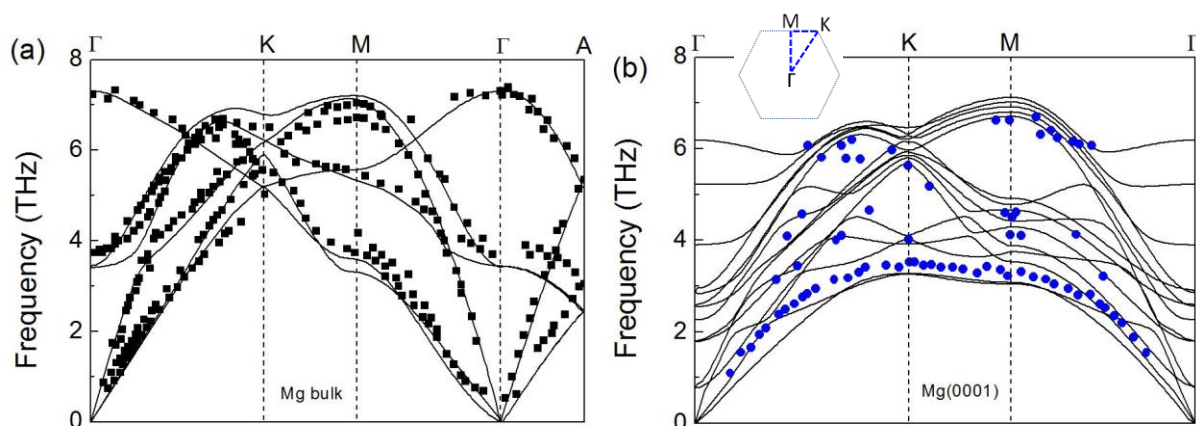 (a)
Γ K M Γ A
8
6
4
2
0
Frequency (THz)
Mg bulk
(b)
Γ K M Γ
8
6
4
2
0
Frequency (THz)
Mg(0001)
M K
Γ